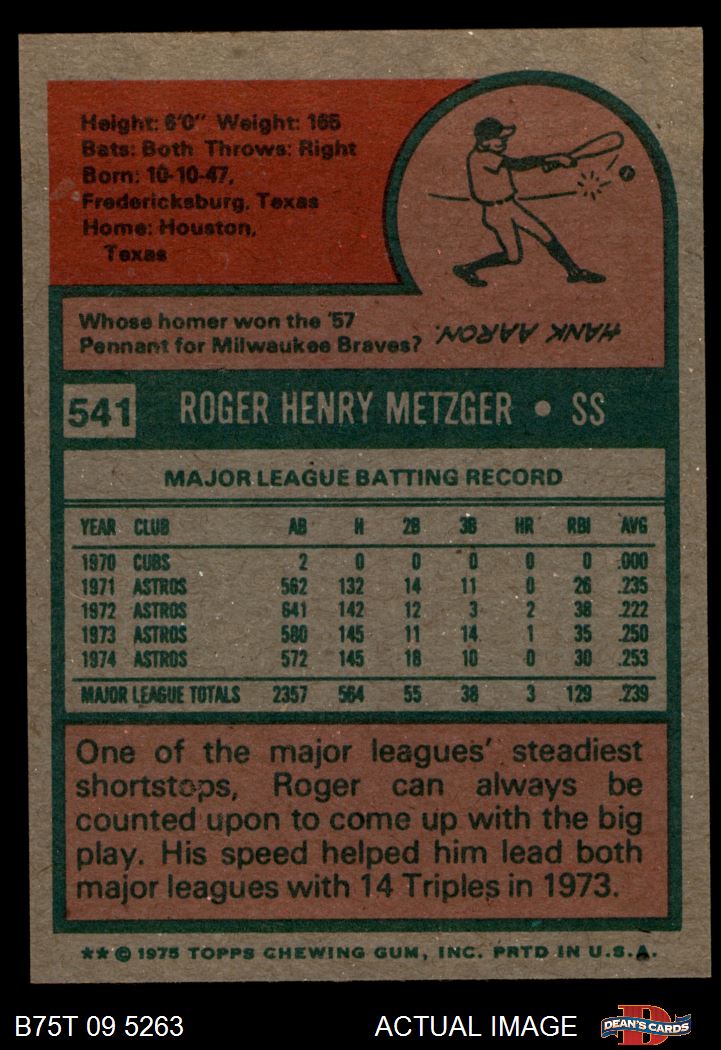 Height: 6'0" Weight: 165
Bats: Both Throws: Right
Born: 10-10-47,
Fredericksburg, Texas
Home: Houston,
Texas
Whose homer won the '57
Pennant for Milwaukee Braves?
HANK AARON.
541 ROGER HENRY METZGER • SS
MAJOR LEAGUE BATTING RECORD
YEAR CLUB AB H 2B 3B HR RBI AVG
1970 CUBS 2 0 0 0 0 0 .000
1971 ASTROS 562 132 14 11 0 26 .235
1972 ASTROS 641 142 12 3 2 38 .222
1973 ASTROS 580 145 11 14 1 35 .250
1974 ASTROS 572 145 18 10 0 30 .253
MAJOR LEAGUE TOTALS 2357 564 55 38 3 129 .239
One of the major leagues' steadiest
shortstops, Roger can always be
counted upon to come up with the big
play. His speed helped him lead both
major leagues with 14 Triples in 1973.
** © 1975 TOPPS CHEWING GUM, INC. PRTD IN U.S.A.
B75T 09 5263 ACTUAL IMAGE
D
DEAN'S CARDS